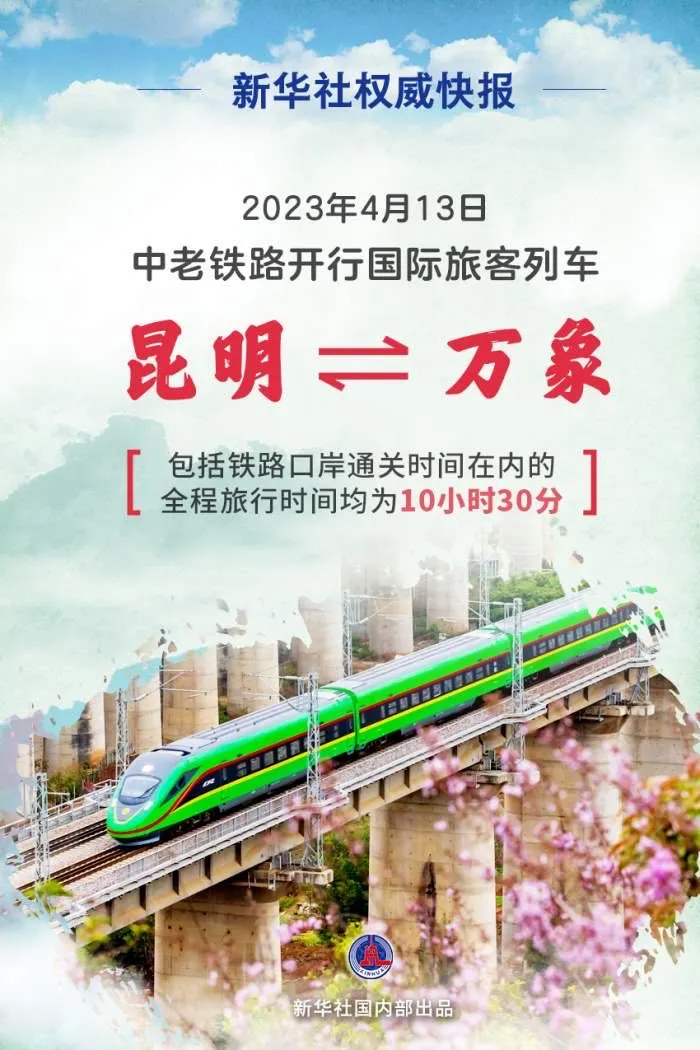 新华社权威快报
2023年4月13日
中老铁路开行国际旅客列车
昆明⇌万象
包括铁路口岸通关时间在内的
全程旅行时间均为10小时30分
新华社国内部出品